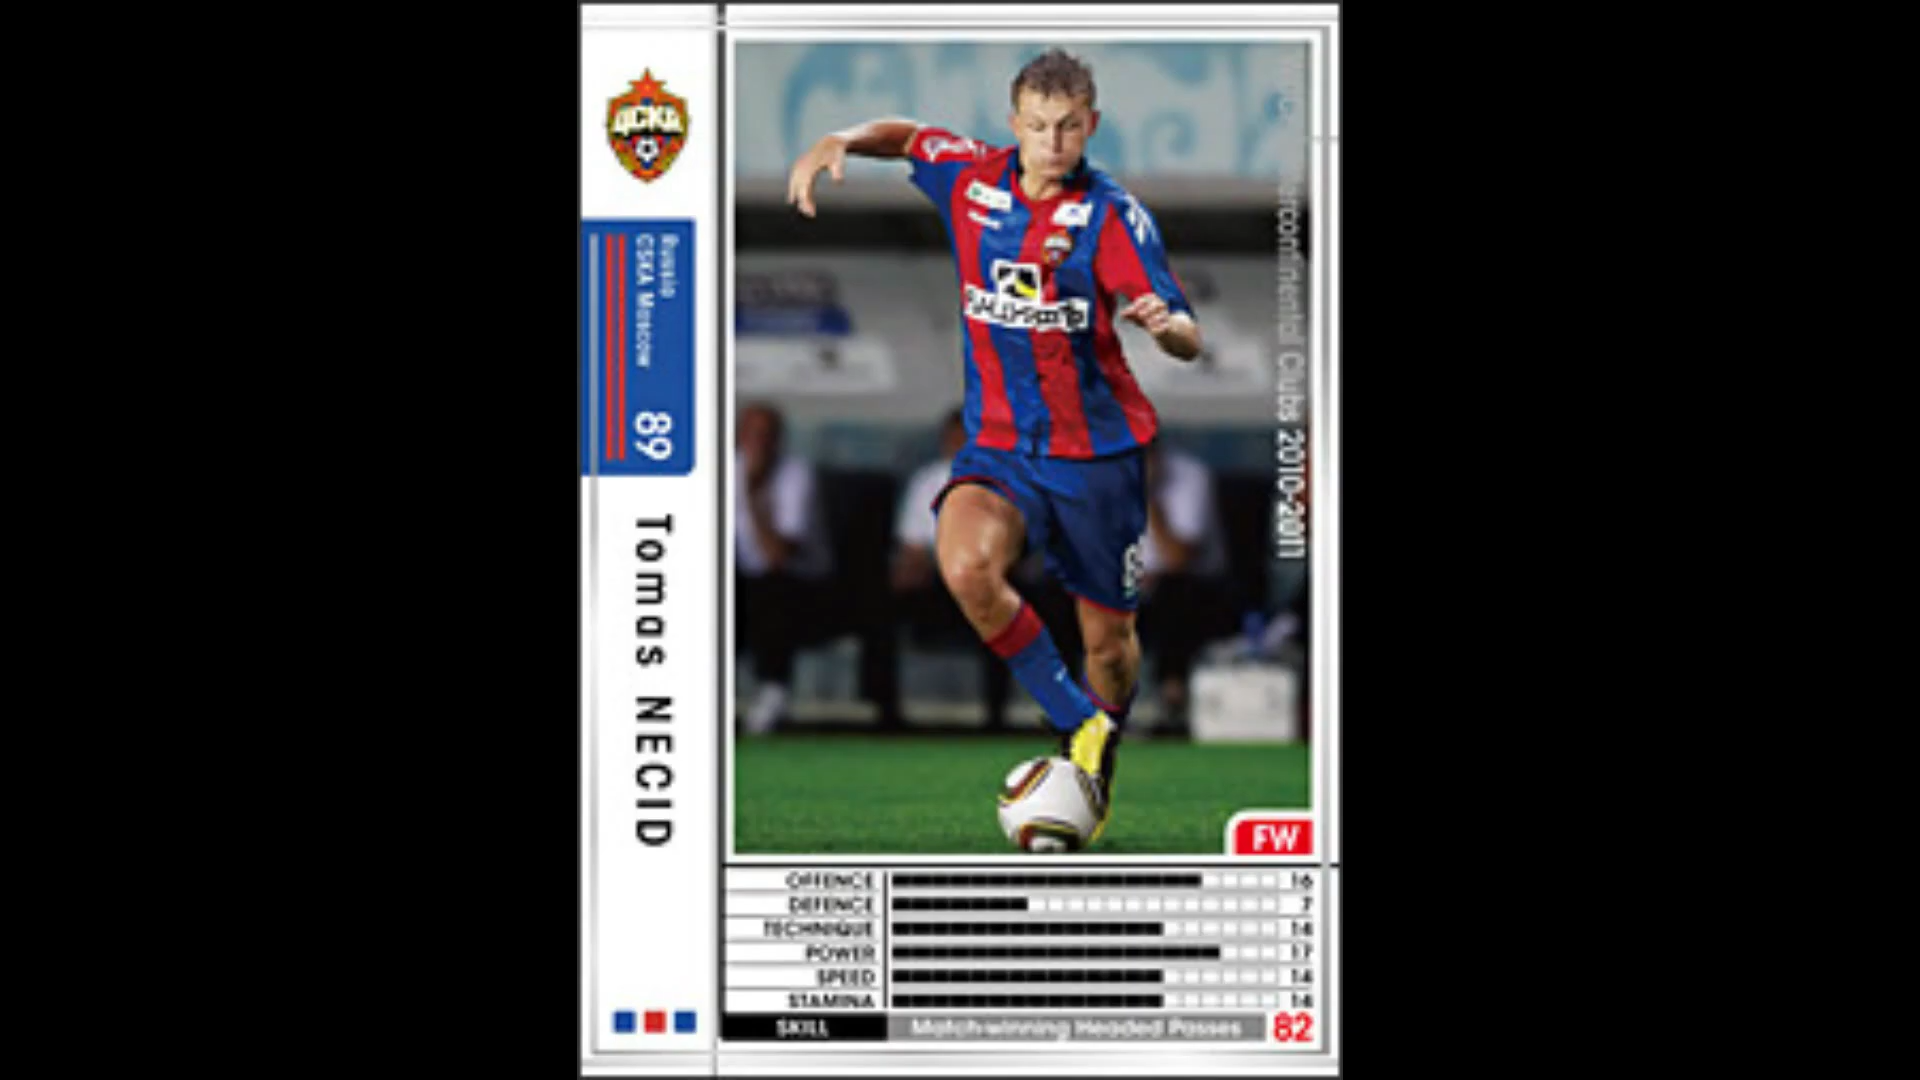 ЦСКА
Russia
CSKA Moscow
89
Tomas NECID
Intercontinental Clubs 2010-2011
FW
OFFENCE 16
DEFENCE 7
TECHNIQUE 14
POWER 17
SPEED 14
STAMINA 14
SKILL Match-winning Headed Passes 82